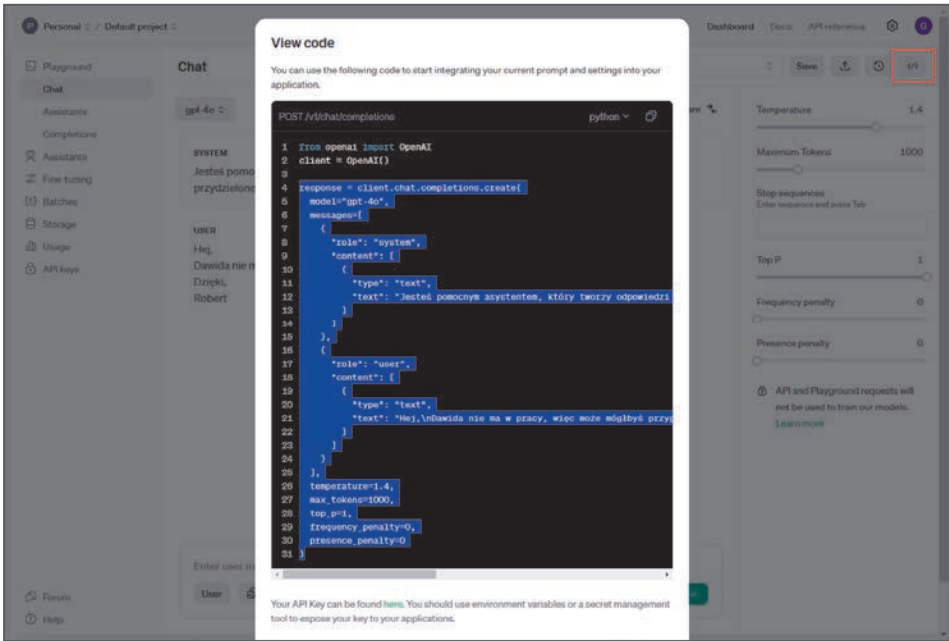 P Personal / Default project
Dashboard Docs API reference G
Playground
Chat
Assistants
Completions
Assistants
Fine-tuning
Batches
Storage
Usage
API keys
Forum
Help
Chat
Save
gpt-4o
SYSTEM
Jesteś pomo
przydzielone
USER
Hej,
Dawida nie m
Dzięki,
Robert
Enter user
User
View code
You can use the following code to start integrating your current prompt and settings into your
application.
POST /v1/chat/completions python
1 from openai import OpenAI
2 client = OpenAI()
3
4 response = client.chat.completions.create(
5 model="gpt-4o",
6 messages=[
7 {
8 "role": "system",
9 "content": [
10 {
11 "type": "text",
12 "text": "Jesteś pomocnym asystentem, który tworzy odpowiedzi
13 }
14 ]
15 },
16 {
17 "role": "user",
18 "content": [
19 {
20 "type": "text",
21 "text": "Hej,\nDawida nie ma w pracy, więc może mógłbyś przyg
22 }
23 ]
24 }
25 ],
26 temperature=1.4,
27 max_tokens=1000,
28 top_p=1,
29 frequency_penalty=0,
30 presence_penalty=0
31 )
Your API Key can be found here. You should use environment variables or a secret management
tool to expose your key to your applications.
Temperature 1.4
Maximum Tokens 1000
Stop sequences
Enter sequence and press Tab
Top P 1
Frequency penalty 0
Presence penalty 0
API and Playground requests will
not be used to train our models.
Learn more